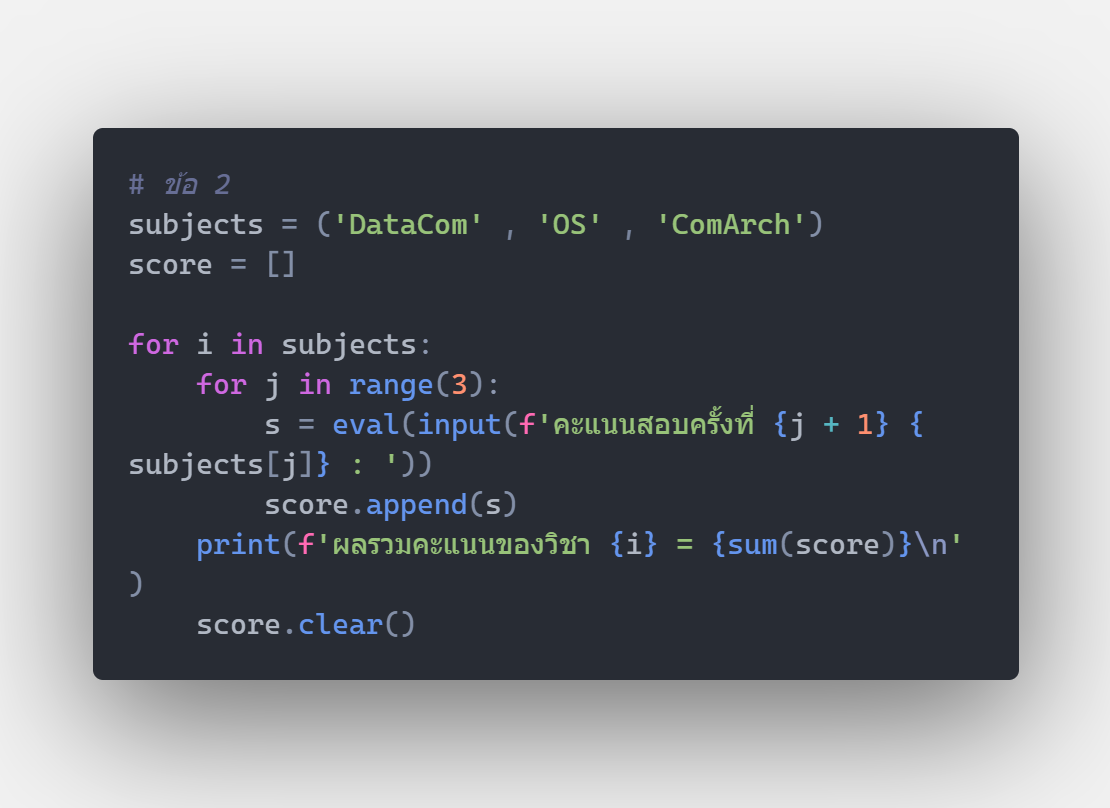 # ข้อ 2
subjects = ('DataCom' , 'OS' , 'ComArch')
score = []
for i in subjects:
    for j in range(3):
        s = eval(input(f'คะแนนสอบครั้งที่ {j + 1} {
subjects[j]} : '))
        score.append(s)
    print(f'ผลรวมคะแนนของวิชา {i} = {sum(score)}\n'
)
    score.clear()